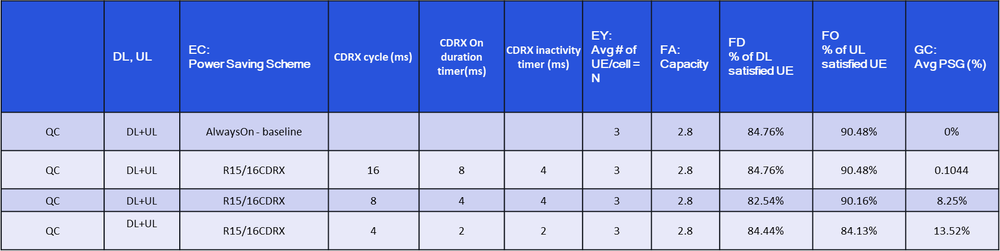 DL, UL
EC:
Power Saving Scheme
CDRX cycle (ms)
CDRX On
duration
timer(ms)
CDRX inactivity
timer (ms)
EY:
Avg # of
UE/cell =
N
FA:
Capacity
FD
% of DL
satisfied UE
FO
% of UL
satisfied UE
GC:
Avg PSG (%)
QC DL+UL AlwaysOn - baseline 3 2.8 84.76% 90.48% 0%
QC DL+UL R15/16CDRX 16 8 4 3 2.8 84.76% 90.48% 0.1044
QC DL+UL R15/16CDRX 8 4 4 3 2.8 82.54% 90.16% 8.25%
QC DL+UL R15/16CDRX 4 2 2 3 2.8 84.44% 84.13% 13.52%